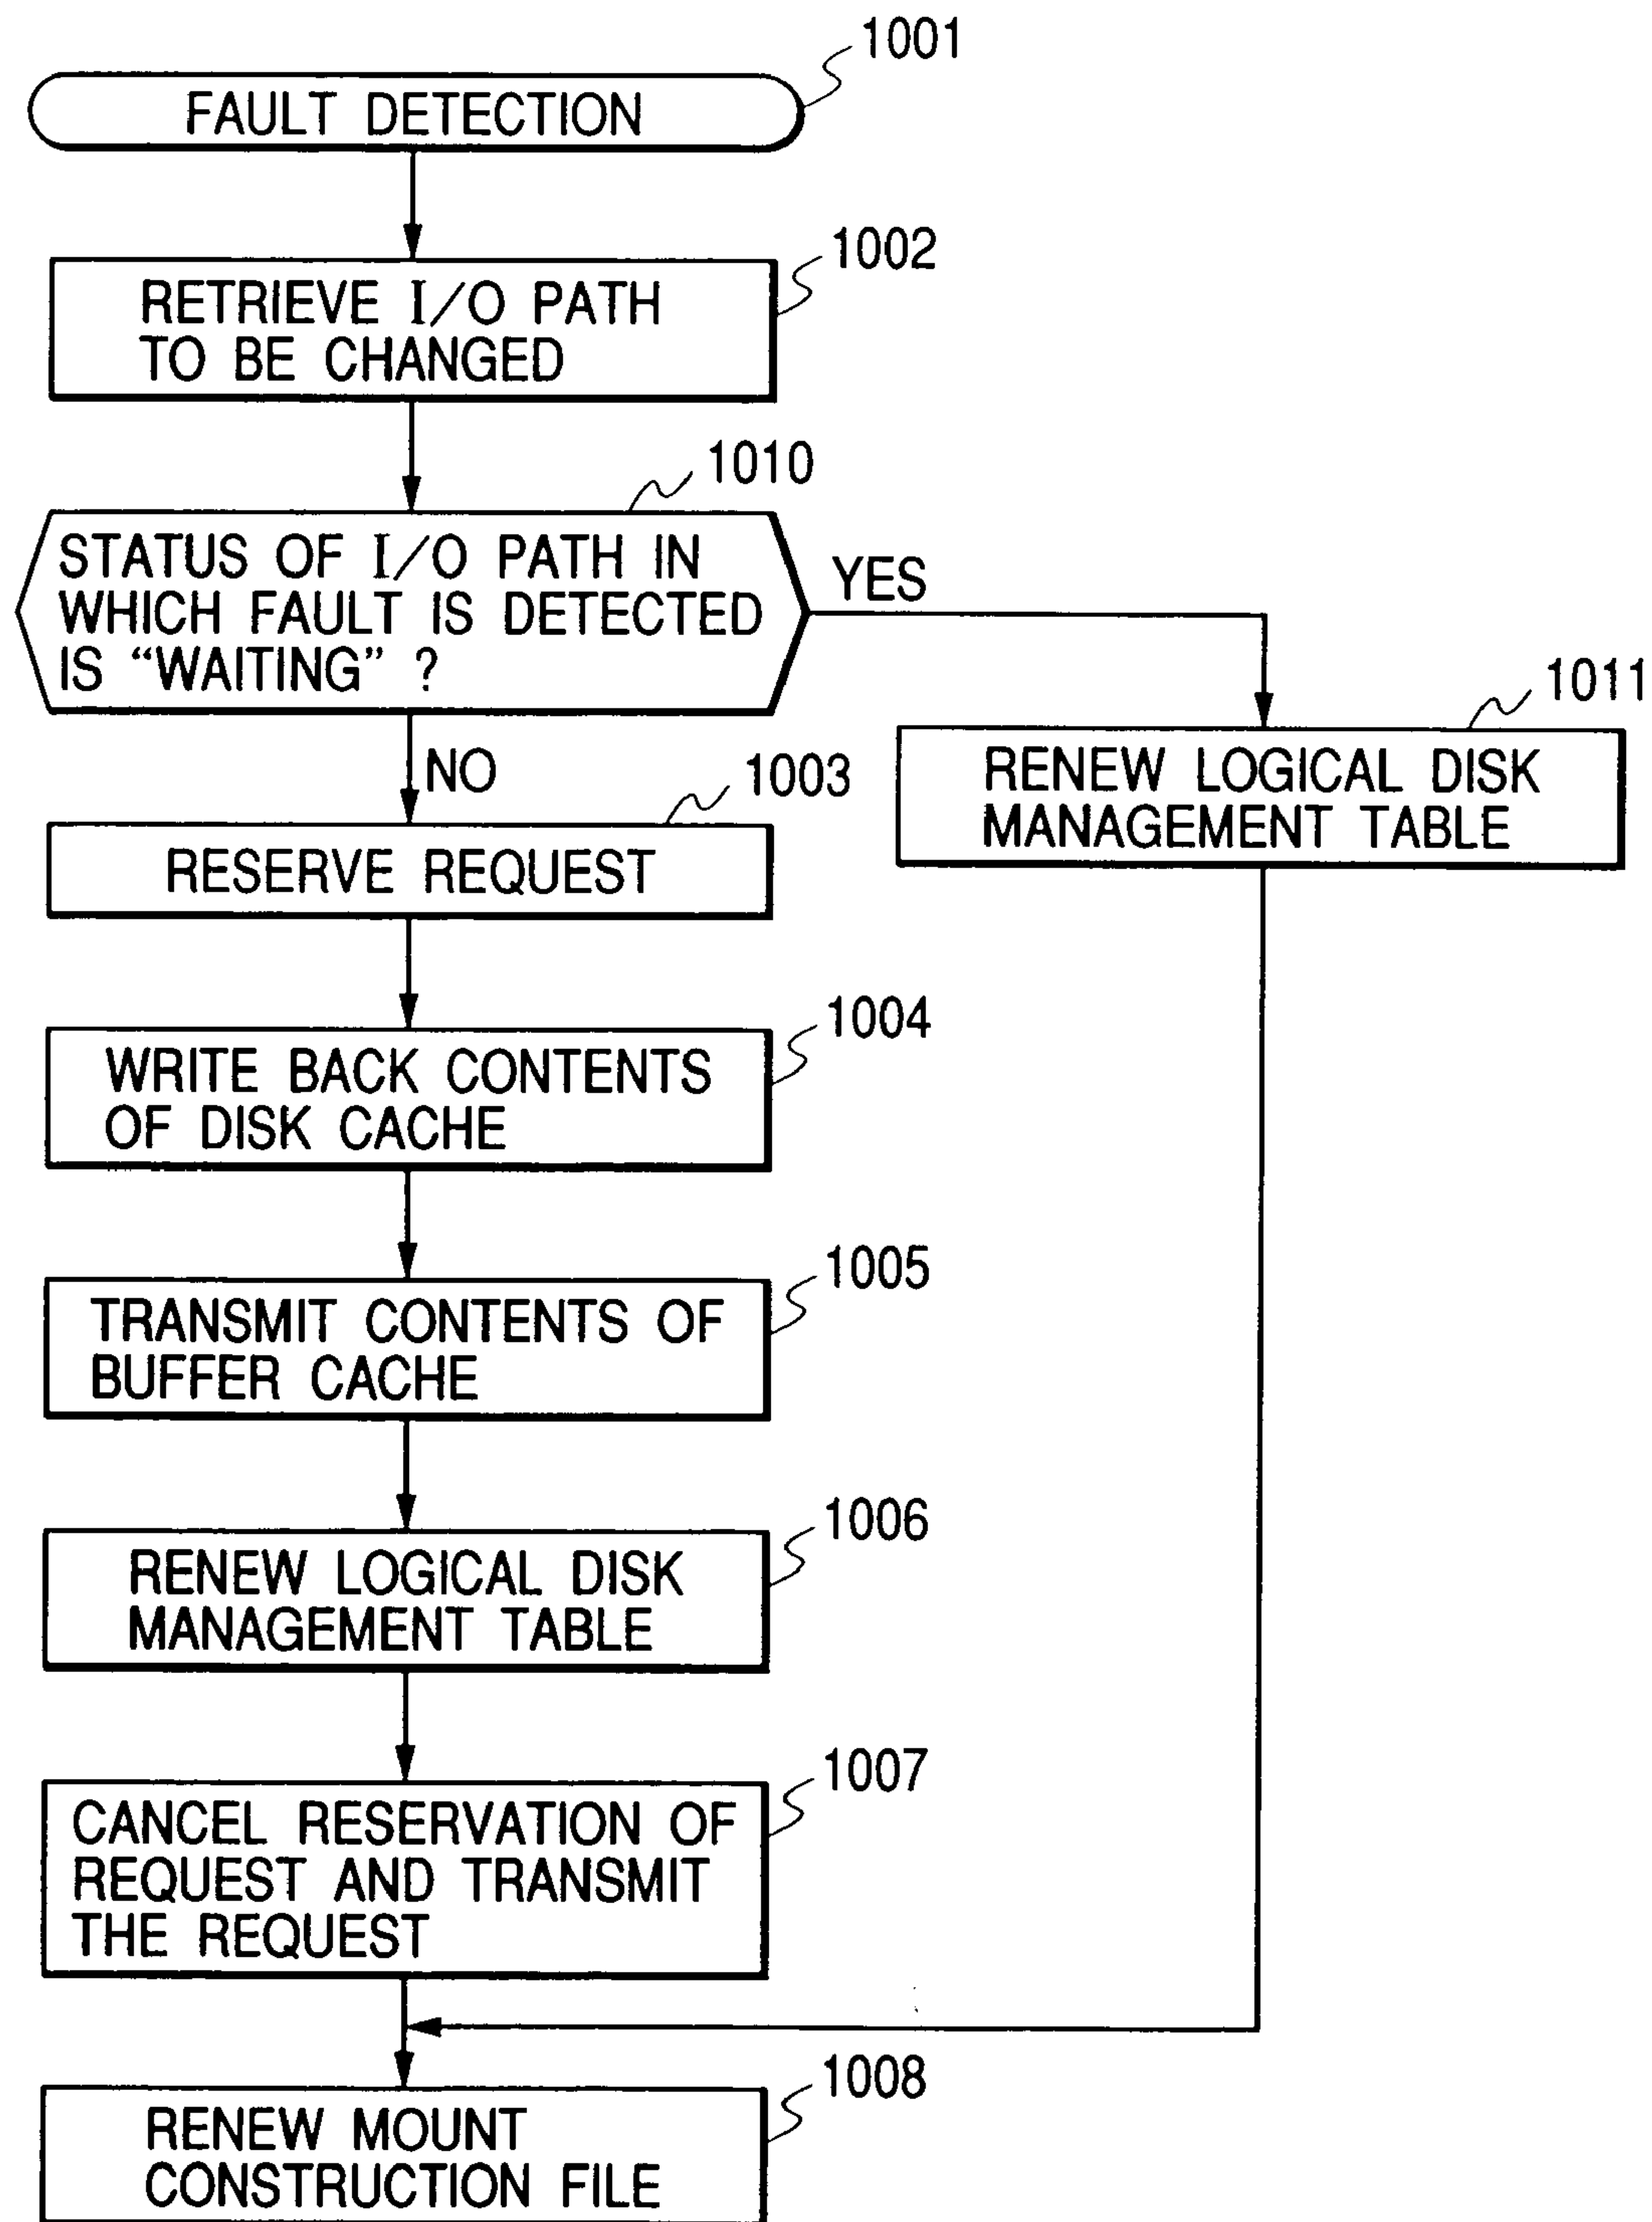 1001
FAULT DETECTION
1002
RETRIEVE I/O PATH
TO BE CHANGED
1010
STATUS OF I/O PATH IN
WHICH FAULT IS DETECTED
IS “WAITING” ?
YES
1011
RENEW LOGICAL DISK
MANAGEMENT TABLE
NO
1003
RESERVE REQUEST
1004
WRITE BACK CONTENTS
OF DISK CACHE
1005
TRANSMIT CONTENTS OF
BUFFER CACHE
1006
RENEW LOGICAL DISK
MANAGEMENT TABLE
1007
CANCEL RESERVATION OF
REQUEST AND TRANSMIT
THE REQUEST
1008
RENEW MOUNT
CONSTRUCTION FILE